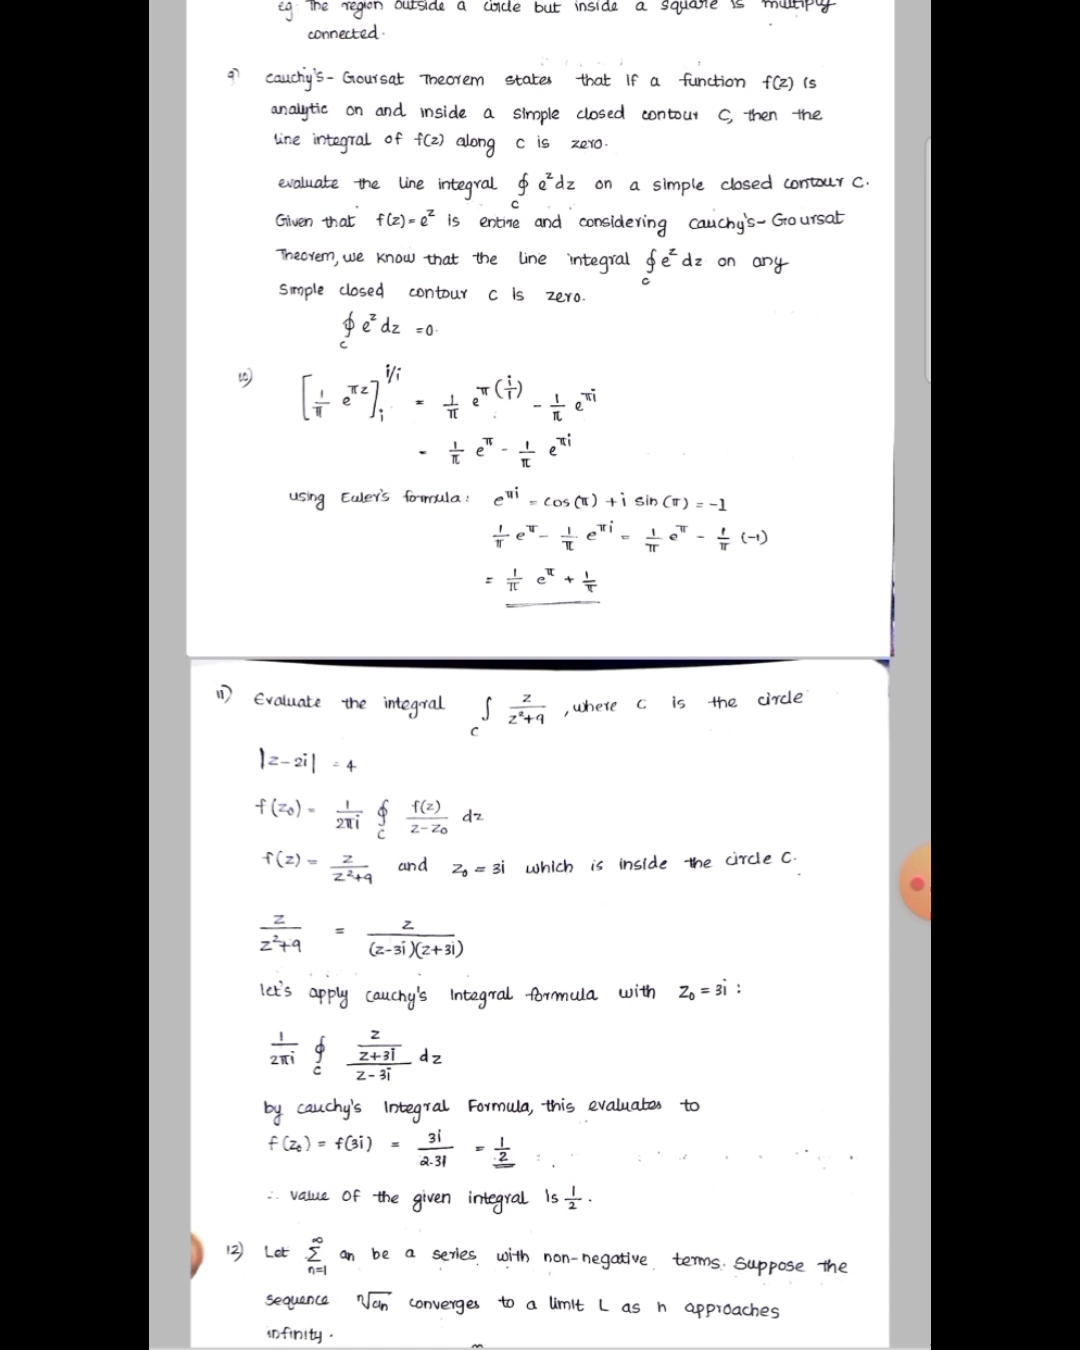 eg The region outside a circle but inside a square is multiply
connected.
9) Cauchy's - Goursat Theorem states that if a function f(z) is
analytic on and inside a simple closed contour C, then the
line integral of f(z) along c is zero.
evaluate the line integral ∮_c e^z dz on a simple closed contour C.
Given that f(z) = e^z is entire and considering Cauchy's - Goursat
Theorem, we know that the line integral ∮_c e^z dz on any
simple closed contour c is zero.
∮_c e^z dz = 0.
10) [1/π e^{πz}]_i^{i/i} = 1/π e^{π(i/i)} - 1/π e^{πi}
= 1/π e^π - 1/π e^{πi}
using Euler's formula: e^{πi} = cos(π) + i sin(π) = -1
1/π e^π - 1/π e^{πi} = 1/π e^π - 1/π (-1)
= 1/π e^π + 1/π
11) Evaluate the integral ∫_C z/(z²+9), where C is the circle
|z-2i| = 4
f(z₀) = 1/2πi ∮_C f(z)/(z-z₀) dz
f(z) = z/(z²+9) and z₀ = 3i which is inside the circle C.
z/(z²+9) = z/((z-3i)(z+3i))
let's apply Cauchy's Integral formula with z₀ = 3i :
1/2πi ∮_C (z/(z+3i))/(z-3i) dz
by Cauchy's Integral Formula, this evaluates to
f(z₀) = f(3i) = 3i/2·3i = 1/2
∴ value of the given integral is 1/2.
12) Let ∑_{n=1}^∞ an be a series with non-negative terms. Suppose the
sequence ⁿ√an converges to a limit L as n approaches
infinity.